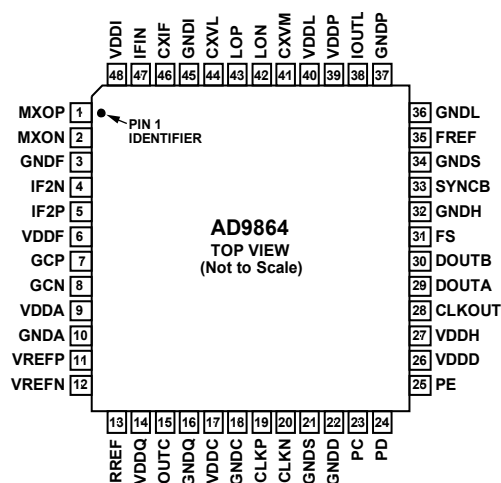 VDDI
IFIN
CXIF
GNDI
CXVL
LOP
LON
CXVM
VDDL
VDDP
IOUTL
GNDP
48 47 46 45 44 43 42 41 40 39 38 37
MXOP 1
MXON 2
GNDF 3
IF2N 4
IF2P 5
VDDF 6
GCP 7
GCN 8
VDDA 9
GNDA 10
VREFP 11
VREFN 12
PIN 1
IDENTIFIER
AD9864
TOP VIEW
(Not to Scale)
36 GNDL
35 FREF
34 GNDS
33 SYNCB
32 GNDH
31 FS
30 DOUTB
29 DOUTA
28 CLKOUT
27 VDDH
26 VDDD
25 PE
13 14 15 16 17 18 19 20 21 22 23 24
RREF
VDDQ
OUTC
GNDQ
VDDC
GNDC
CLKP
CLKN
GNDS
GNDD
PC
PD